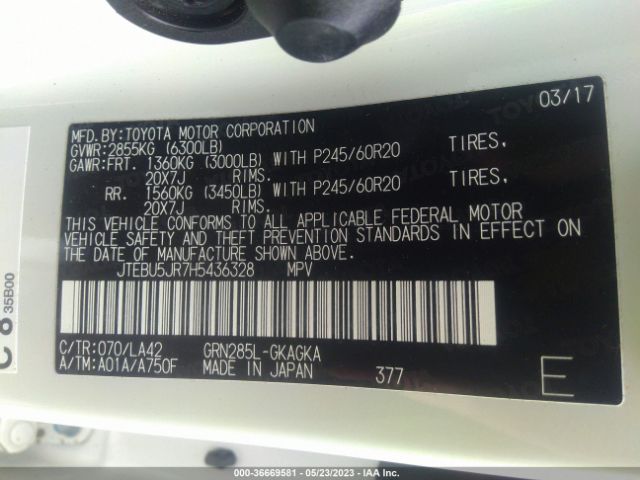 03/17
MFD.BY:TOYOTA MOTOR CORPORATION
GVWR:2855KG (6300LB)
GAWR:FRT. 1360KG (3000LB) WITH P245/60R20 TIRES,
20X7J RIMS.
RR. 1560KG (3450LB) WITH P245/60R20 TIRES,
20X7J RIMS.
THIS VEHICLE CONFORMS TO ALL APPLICABLE FEDERAL MOTOR
VEHICLE SAFETY AND THEFT PREVENTION STANDARDS IN EFFECT ON
THE DATE OF MANUFACTURE SHOWN ABOVE.
JTEBU5JR7H5436328 MPV
C/TR:070/LA42 GRN285L-GKAGKA
A/TM:A01A/A750F MADE IN JAPAN 377 E
C 8 35B00
000-36669581 - 05/23/2023 - IAA Inc.